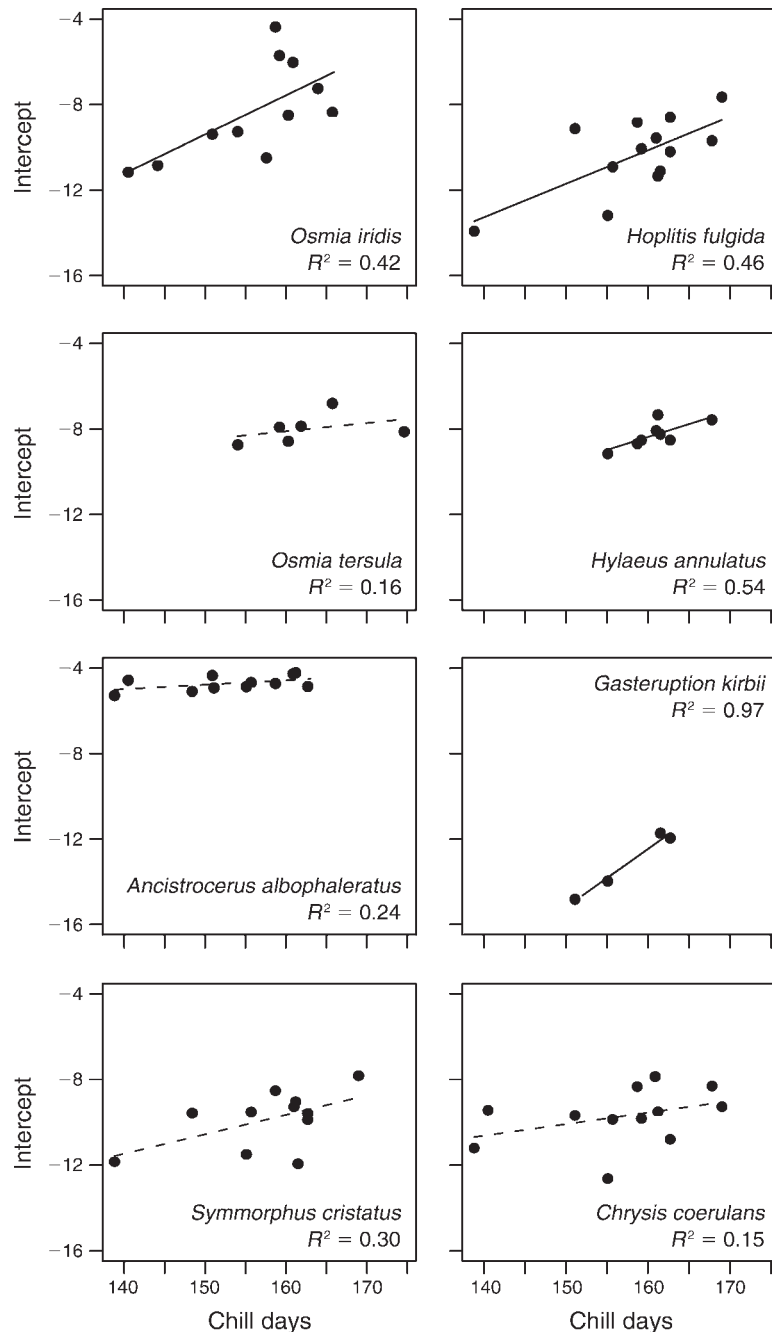 −4
−8
−12
−16
Intercept
Osmia iridis
R² = 0.42
Hoplitis fulgida
R² = 0.46
−4
−8
−12
−16
Intercept
Osmia tersula
R² = 0.16
Hylaeus annulatus
R² = 0.54
−4
−8
−12
−16
Intercept
Ancistrocerus albophaleratus
R² = 0.24
Gasteruption kirbii
R² = 0.97
−4
−8
−12
−16
Intercept
Symmorphus cristatus
R² = 0.30
Chrysis coerulans
R² = 0.15
140 150 160 170
140 150 160 170
Chill days
Chill days